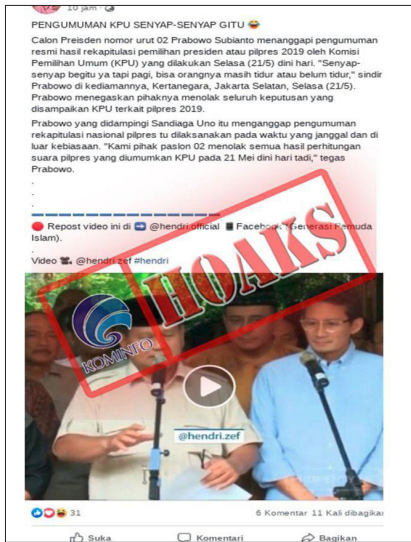 10 jam ·
PENGUMUMAN KPU SENYAP-SENYAP GITU 😂
Calon Preisden nomor urut 02 Prabowo Subianto menanggapi pengumuman
resmi hasil rekapitulasi pemilihan presiden atau pilpres 2019 oleh Komisi
Pemilihan Umum (KPU) yang dilakukan Selasa (21/5) dini hari. "Senyap-
senyap begitu ya tapi pagi, bisa orangnya masih tidur atau belum tidur," sindir
Prabowo di kediamannya, Kertanegara, Jakarta Selatan, Selasa (21/5).
Prabowo menegaskan pihaknya menolak seluruh keputusan yang
disampaikan KPU terkait pilpres 2019.
Prabowo yang didampingi Sandiaga Uno itu menganggap pengumuman
rekapitulasi nasional pilpres tu dilaksanakan pada waktu yang janggal dan di
luar kebiasaan. "Kami pihak paslon 02 menolak semua hasil perhitungan
suara pilpres yang diumumkan KPU pada 21 Mei dini hari tadi," tegas
Prabowo.
.
.
.
🔴 Repost video ini di ➡️ @hendri.official 📱 Facebook (Generasi Pemuda
Islam).
.
Video 🎥 @hendri.zef #hendri
HOAKS
KOMINFO
@hendri.zef
31
6 Komentar 11 Kali dibagikan
Suka
Komentari
Bagikan